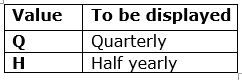 Value To be displayed
Q Quarterly
H Half yearly